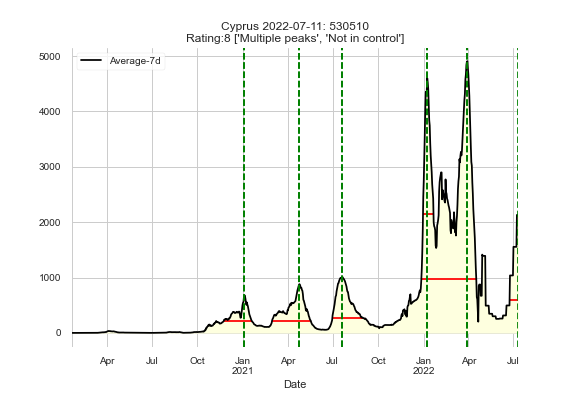 Cyprus 2022-07-11: 530510
Rating:8 ['Multiple peaks', 'Not in control']
Average-7d
5000
4000
3000
2000
1000
0
Apr Jul Oct Jan Apr Jul Oct Jan Apr Jul
2021 2022
Date